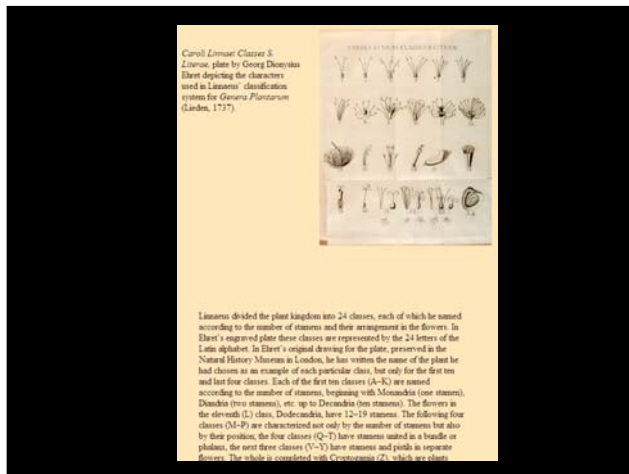 Caroli Linnaei Classes S.
Literae, plate by Georg Dionysius
Ehret depicting the characters
used in Linnaeus' classification
system for Genera Plantarum
(Lieden, 1737).
Linnaeus divided the plant kingdom into 24 classes, each of which he named
according to the number of stamens and their arrangement in the flowers. In
Ehret's engraved plate these classes are represented by the 24 letters of the
Latin alphabet. In Ehret's original drawing for the plate, preserved in the
Natural History Museum in London, he has written the name of the plant he
had chosen as an example of each particular class, but only for the first ten
and last four classes. Each of the first ten classes (A–K) are named
according to the number of stamens, beginning with Monandria (one stamen),
Diandria (two stamens), etc. up to Decandria (ten stamens). The flowers in
the eleventh (L) class, Dodecandria, have 12–19 stamens. The following four
classes (M–P) are characterized not only by the number of stamens but also
by their position; the four classes (Q–T) have stamens united in a bundle or
phalanx, the next three classes (V–Y) have stamens and pistils in separate
flowers. The whole is completed with Cryptogamia (Z), which are plants